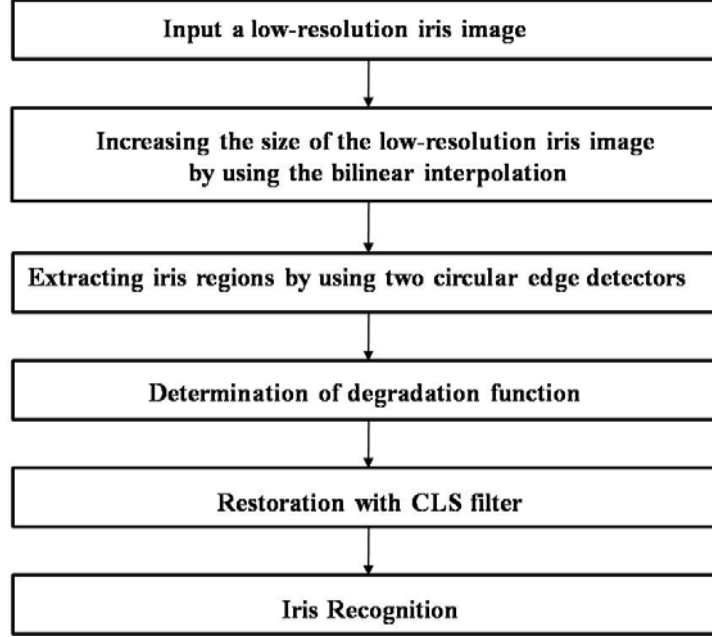 Input a low-resolution iris image
Increasing the size of the low-resolution iris image
by using the bilinear interpolation
Extracting iris regions by using two circular edge detectors
Determination of degradation function
Restoration with CLS filter
Iris Recognition